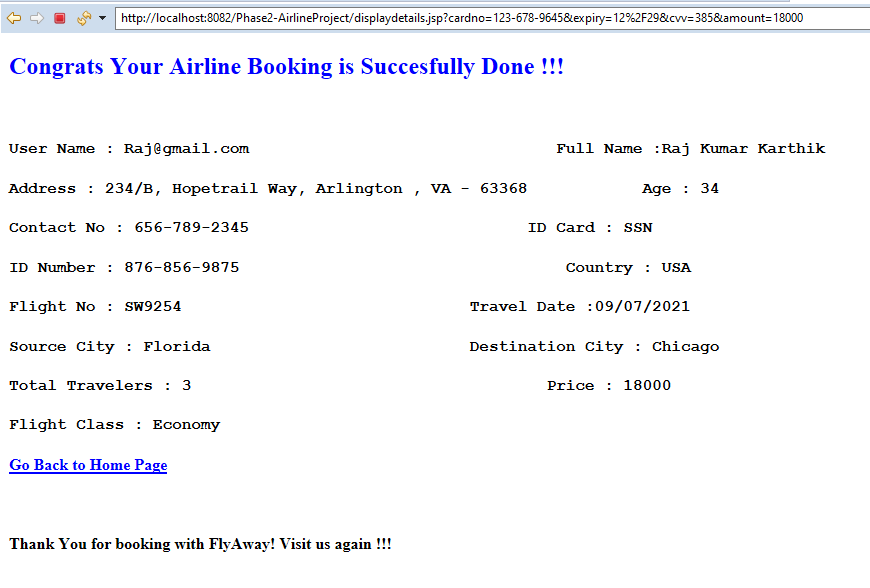 http://localhost:8082/Phase2-AirlineProject/displaydetails.jsp?cardno=123-678-9645&expiry=12%2F29&cvv=385&amount=18000
Congrats Your Airline Booking is Succesfully Done !!!
User Name : Raj@gmail.com Full Name :Raj Kumar Karthik
Address : 234/B, Hopetrail Way, Arlington , VA - 63368 Age : 34
Contact No : 656-789-2345 ID Card : SSN
ID Number : 876-856-9875 Country : USA
Flight No : SW9254 Travel Date :09/07/2021
Source City : Florida Destination City : Chicago
Total Travelers : 3 Price : 18000
Flight Class : Economy
Go Back to Home Page
Thank You for booking with FlyAway! Visit us again !!!